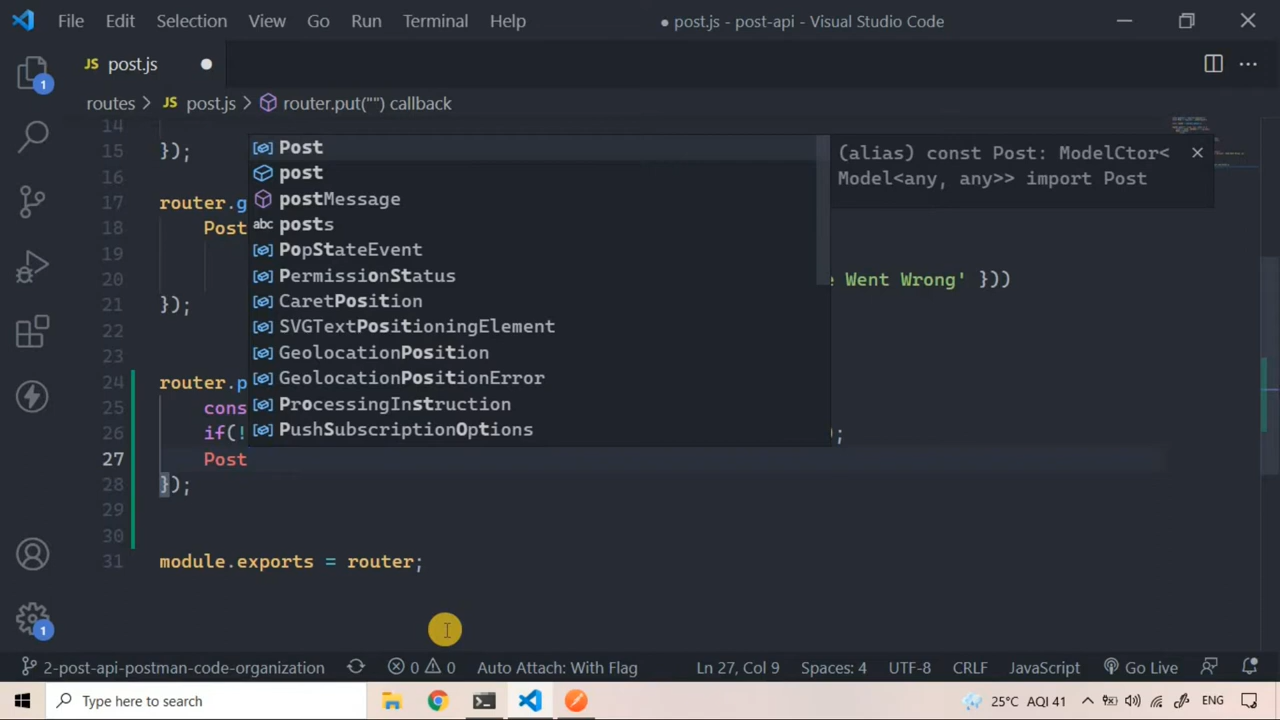 File Edit Selection View Go Run Terminal Help ● post.js - post-api - Visual Studio Code
JS post.js ●
routes > JS post.js > router.put("") callback
14
15 });
16
17 router.g
18 Post
19
20 e Went Wrong' }))
21 });
22
23
24 router.p
25 cons
26 if(! );
27 Post
28 });
29
30
31 module.exports = router;
Post
post
postMessage
abc posts
PopStateEvent
PermissionStatus
CaretPosition
SVGTextPositioningElement
GeolocationPosition
GeolocationPositionError
ProcessingInstruction
PushSubscriptionOptions
(alias) const Post: ModelCtor<
Model<any, any>> import Post
1
1
2-post-api-postman-code-organization 0 0 Auto Attach: With Flag Ln 27, Col 9 Spaces: 4 UTF-8 CRLF JavaScript Go Live
Type here to search 25°C AQI 41 ENG